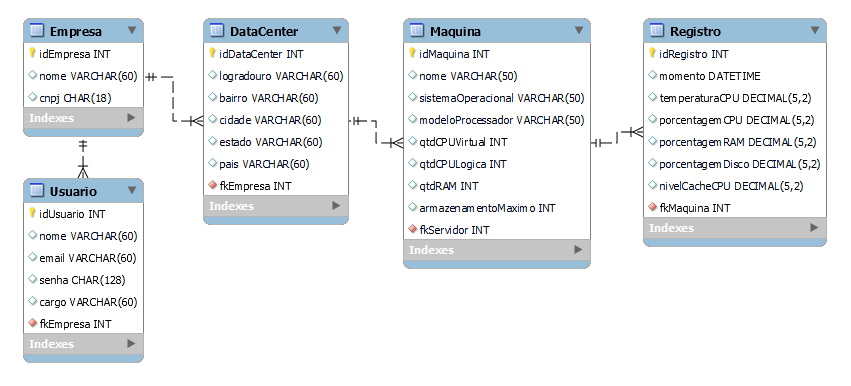 Empresa
idEmpresa INT
nome VARCHAR(60)
cnpj CHAR(18)
Indexes
Usuario
idUsuario INT
nome VARCHAR(60)
email VARCHAR(60)
senha CHAR(128)
cargo VARCHAR(60)
fkEmpresa INT
Indexes
DataCenter
idDataCenter INT
logradouro VARCHAR(60)
bairro VARCHAR(60)
cidade VARCHAR(60)
estado VARCHAR(60)
pais VARCHAR(60)
fkEmpresa INT
Indexes
Maquina
idMaquina INT
nome VARCHAR(50)
sistemaOperacional VARCHAR(50)
modeloProcessador VARCHAR(50)
qtdCPUVirtual INT
qtdCPULogica INT
qtdRAM INT
armazenamentoMaximo INT
fkServidor INT
Indexes
Registro
idRegistro INT
momento DATETIME
temperaturaCPU DECIMAL(5,2)
porcentagemCPU DECIMAL(5,2)
porcentagemRAM DECIMAL(5,2)
porcentagemDisco DECIMAL(5,2)
nivelCacheCPU DECIMAL(5,2)
fkMaquina INT
Indexes